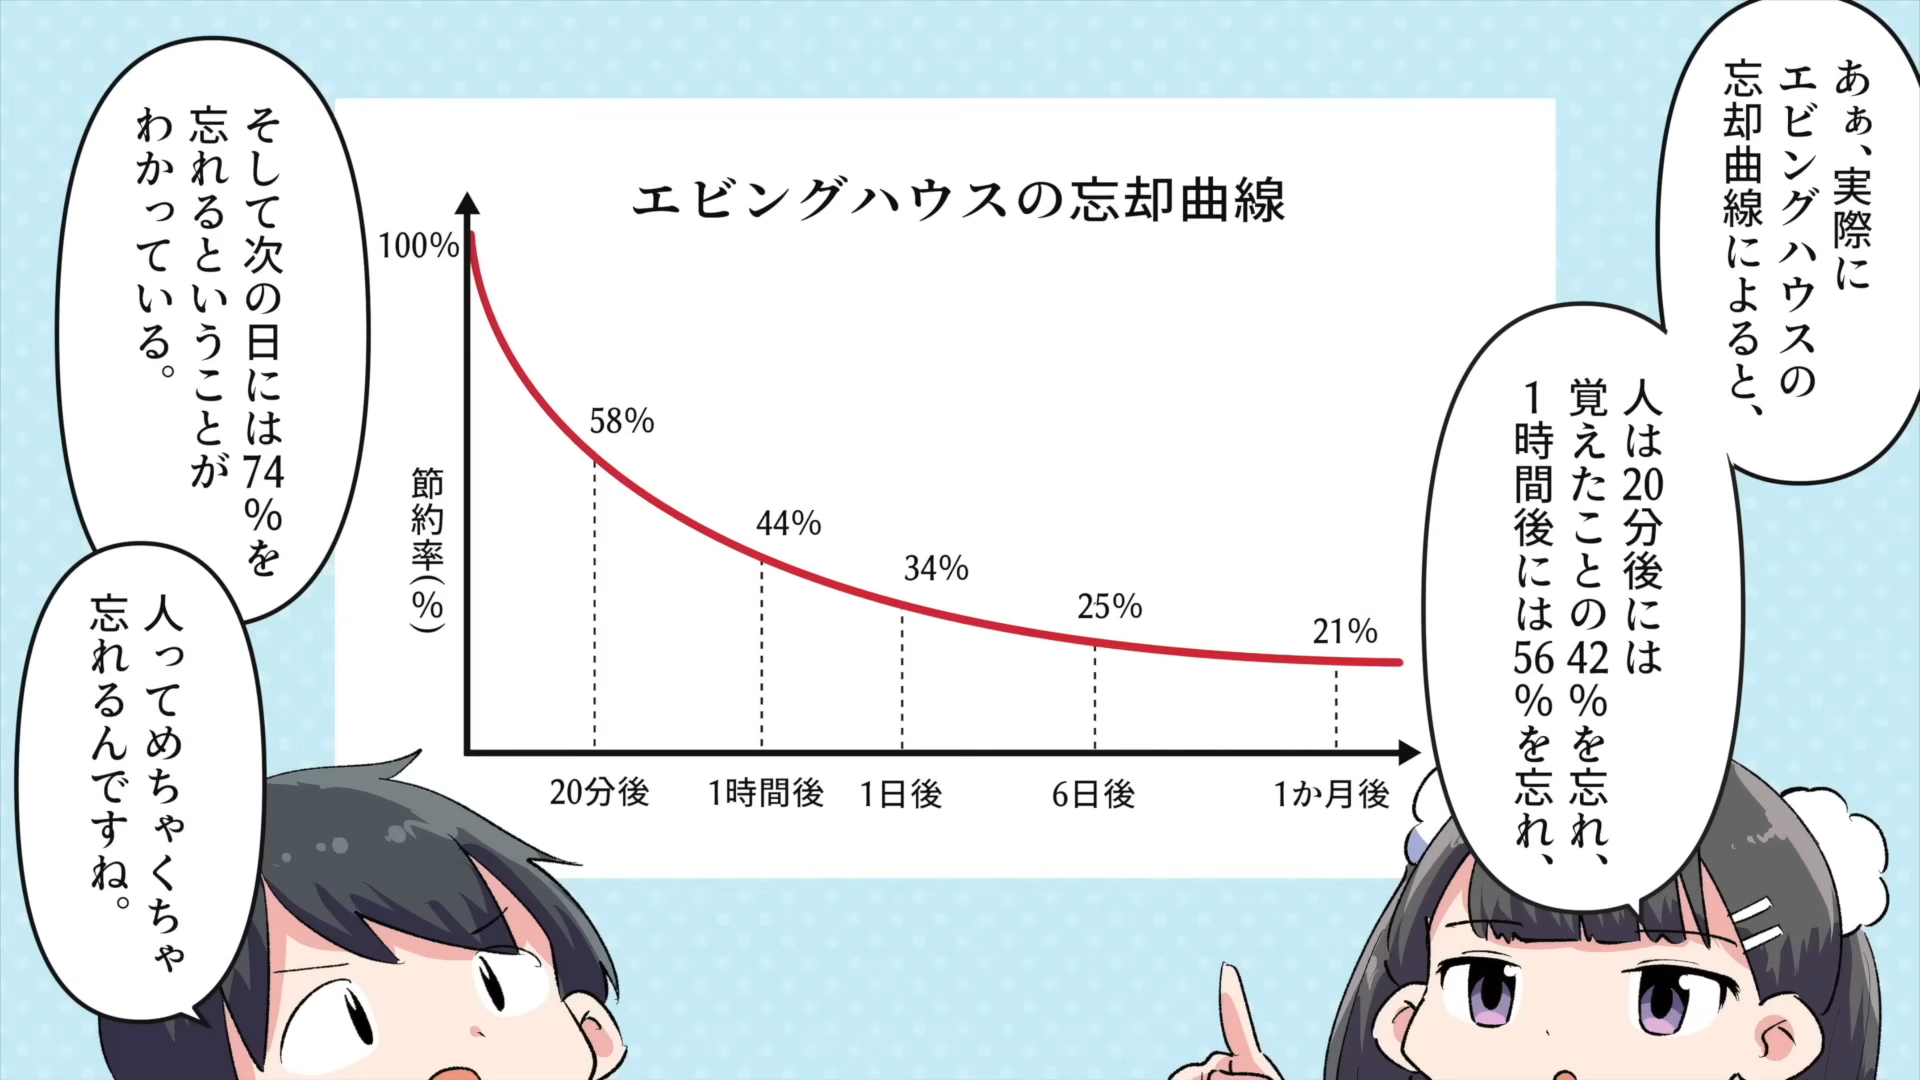 あぁ、実際に
エビングハウスの
忘却曲線によると、
人は20分後には
覚えたことの42%を忘れ、
1時間後には56%を忘れ、
エビングハウスの忘却曲線
100%
58%
44%
34%
25%
21%
節約率(%)
20分後
1時間後
1日後
6日後
1か月後
そして次の日には74%を
忘れるということが
わかっている。
人ってめちゃくちゃ
忘れるんですね。